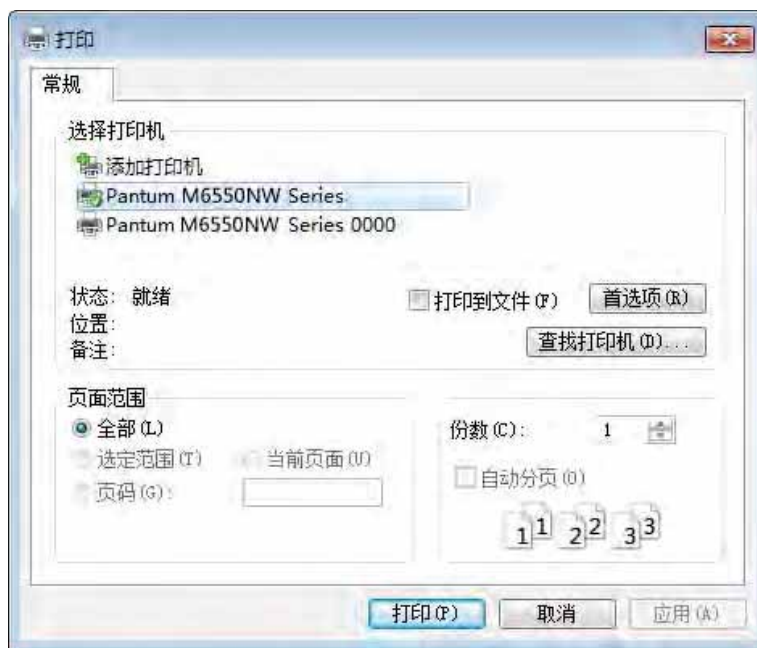 打印
常规
选择打印机
添加打印机
Pantum M6550NW Series
Pantum M6550NW Series 0000
状态: 就绪
打印到文件(F)
首选项(R)
位置:
查找打印机(D)...
备注:
页面范围
全部(L)
份数(C): 1
选定范围(T) 当前页面(U)
自动分页(O)
页码(G):
1 1 2 2 3 3
打印(P) 取消 应用(A)